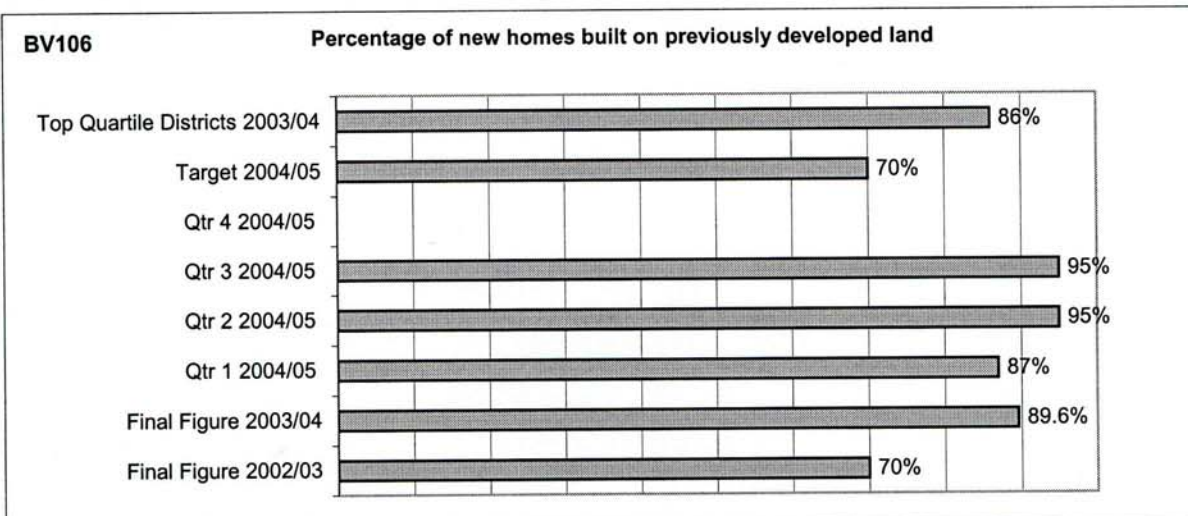 BV106 Percentage of new homes built on previously developed land
Top Quartile Districts 2003/04 86%
Target 2004/05 70%
Qtr 4 2004/05
Qtr 3 2004/05 95%
Qtr 2 2004/05 95%
Qtr 1 2004/05 87%
Final Figure 2003/04 89.6%
Final Figure 2002/03 70%